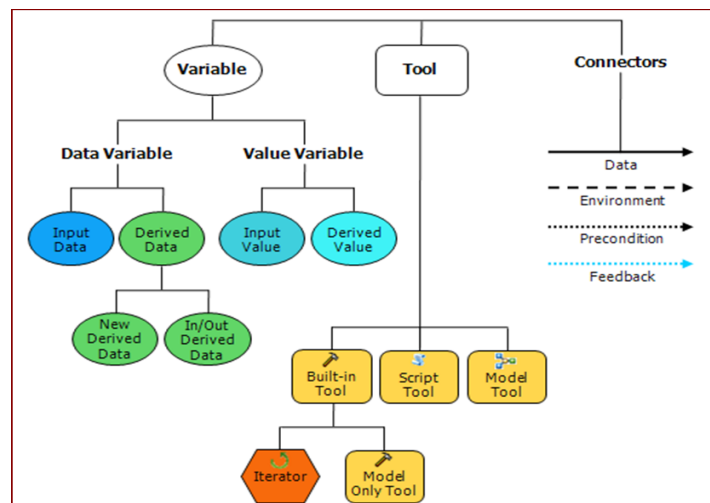 Variable
Tool
Connectors
Data Variable
Value Variable
Data
Environment
Precondition
Feedback
Input
Data
Derived
Data
Input
Value
Derived
Value
New
Derived
Data
In/Out
Derived
Data
Built-in
Tool
Script
Tool
Model
Tool
Iterator
Model
Only Tool